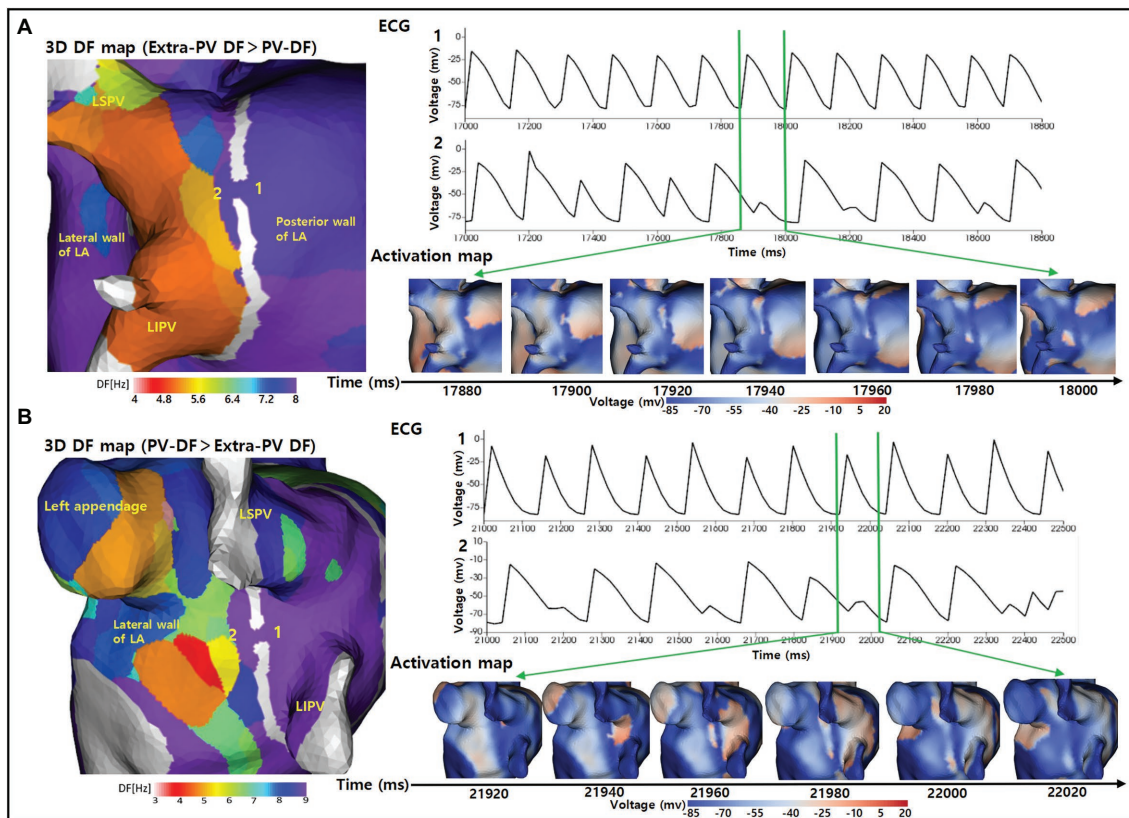 A
3D DF map (Extra-PV DF > PV-DF)
LSPV
2
1
Posterior wall
of LA
Lateral wall
of LA
LIPV
DF[Hz]
4 4.8 5.6 6.4 7.2 8
ECG
1
Voltage (mv)
0
-25
-50
-75
17000 17200 17400 17600 17800 18000 18200 18400 18600 18800
2
Voltage (mv)
0
-25
-50
-75
17000 17200 17400 17600 17800 18000 18200 18400 18600 18800
Time (ms)
Activation map
Time (ms)
17880 17900 17920 17940 17960 17980 18000
Voltage (mv)
-85 -70 -55 -40 -25 -10 5 20
B
3D DF map (PV-DF > Extra-PV DF)
Left appendage
LSPV
Lateral wall
of LA
2
1
LIPV
DF[Hz]
3 4 5 6 7 8 9
ECG
1
Voltage (mv)
0
-25
-50
-75
21000 21100 21200 21300 21400 21500 21600 21700 21800 21900 22000 22100 22200 22300 22400 22500
2
Voltage (mv)
10
-10
-30
-50
-70
-90
21000 21100 21200 21300 21400 21500 21600 21700 21800 21900 22000 22100 22200 22300 22400 22500
Time (ms)
Activation map
Time (ms)
21920 21940 21960 21980 22000 22020
Voltage (mv)
-85 -70 -55 -40 -25 -10 5 20